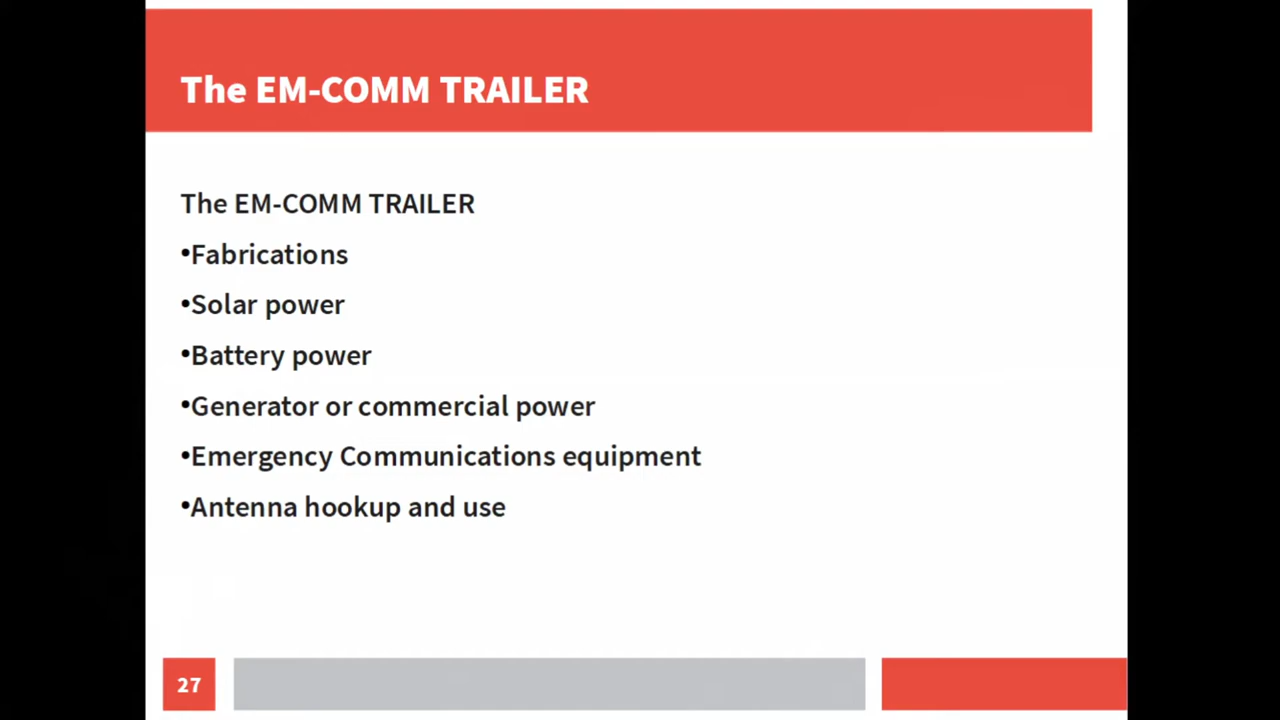 The EM-COMM TRAILER
The EM-COMM TRAILER
•Fabrications
•Solar power
•Battery power
•Generator or commercial power
•Emergency Communications equipment
•Antenna hookup and use
27